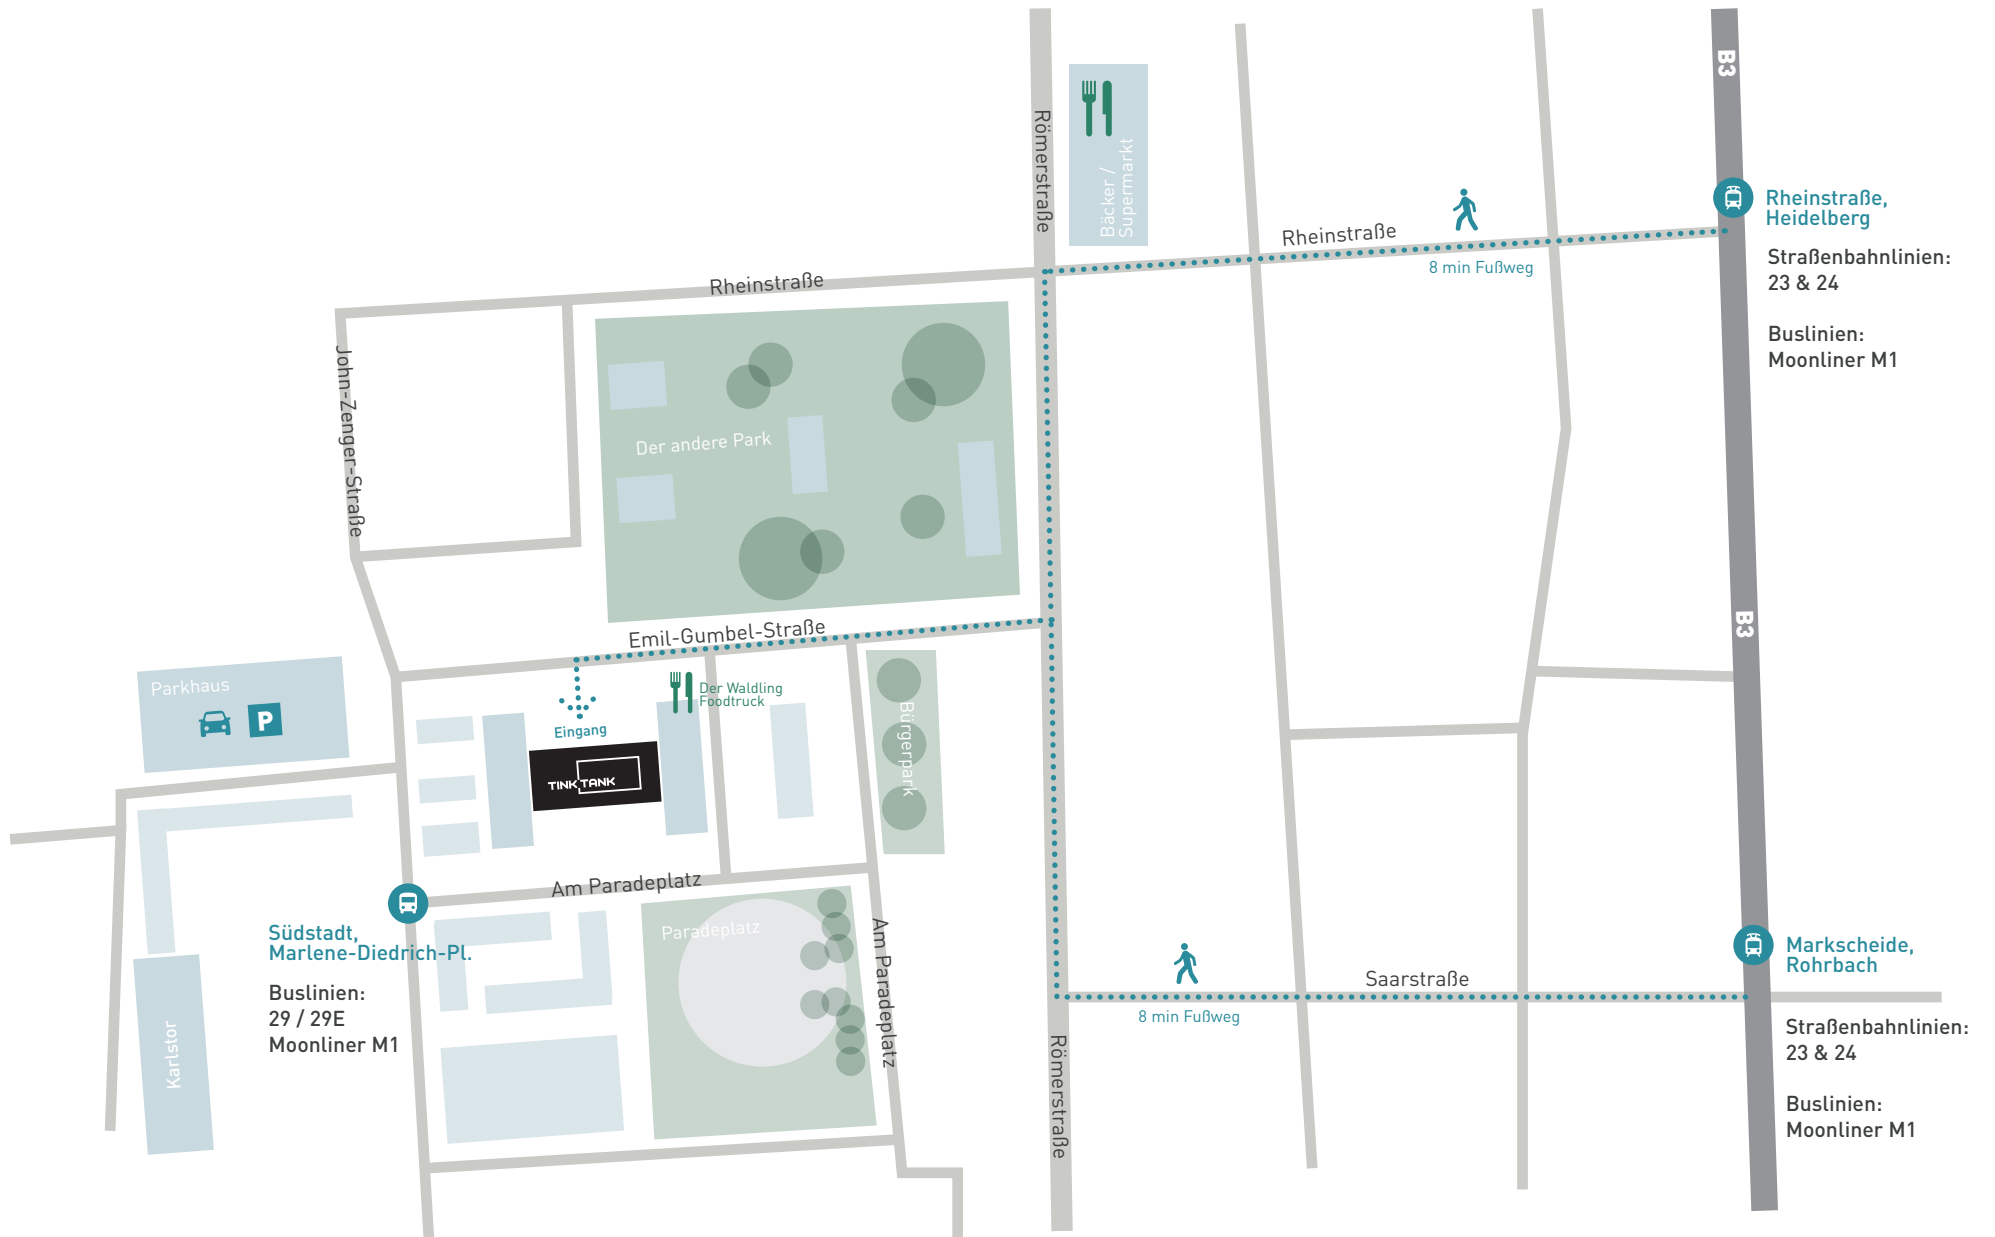 B3
Römerstraße
Bäcker /
Supermarkt
Rheinstraße,
Heidelberg
Straßenbahnlinien:
23 & 24
Buslinien:
Moonliner M1
Rheinstraße
8 min Fußweg
Rheinstraße
John-Zenger-Straße
Der andere Park
Emil-Gumbel-Straße
B3
Parkhaus
P
Der Waldling
Foodtruck
Eingang
TINK TANK
Bürgerpark
Am Paradeplatz
Südstadt,
Marlene-Diedrich-Pl.
Buslinien:
29 / 29E
Moonliner M1
Paradeplatz
Am Paradeplatz
Karlstor
Saarstraße
8 min Fußweg
Römerstraße
Markscheide,
Rohrbach
Straßenbahnlinien:
23 & 24
Buslinien:
Moonliner M1